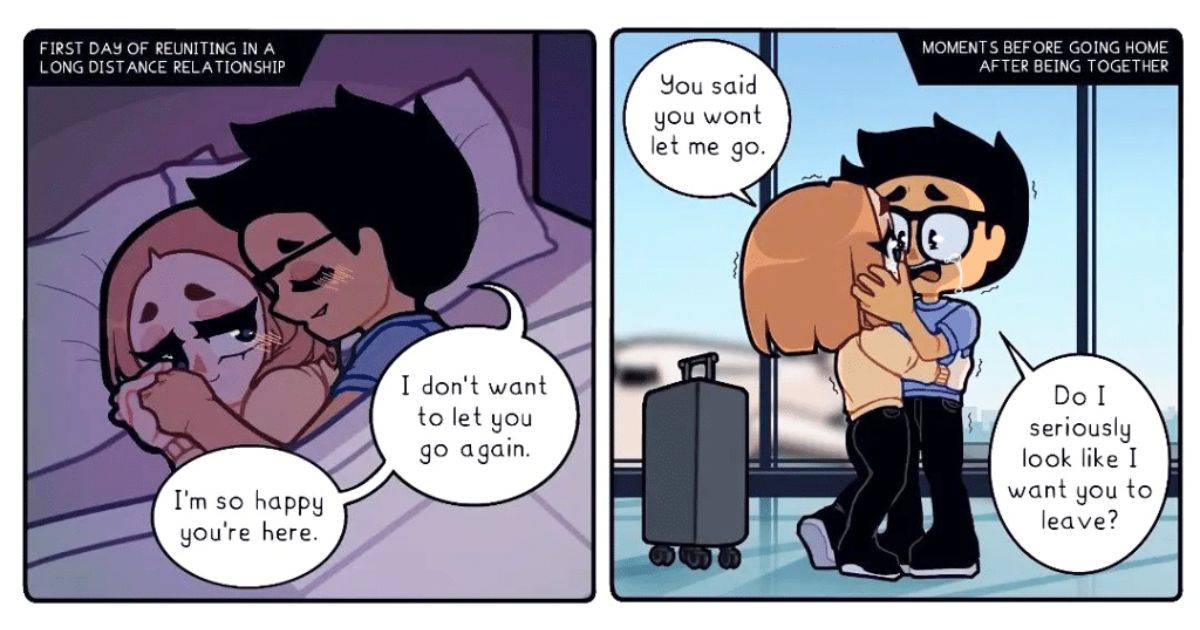 FIRST DAY OF REUNITING IN A
LONG DISTANCE RELATIONSHIP
I don't want
to let you
go again.
I'm so happy
you're here.
MOMENTS BEFORE GOING HOME
AFTER BEING TOGETHER
You said
you wont
let me go.
Do I
seriously
look like I
want you to
leave?